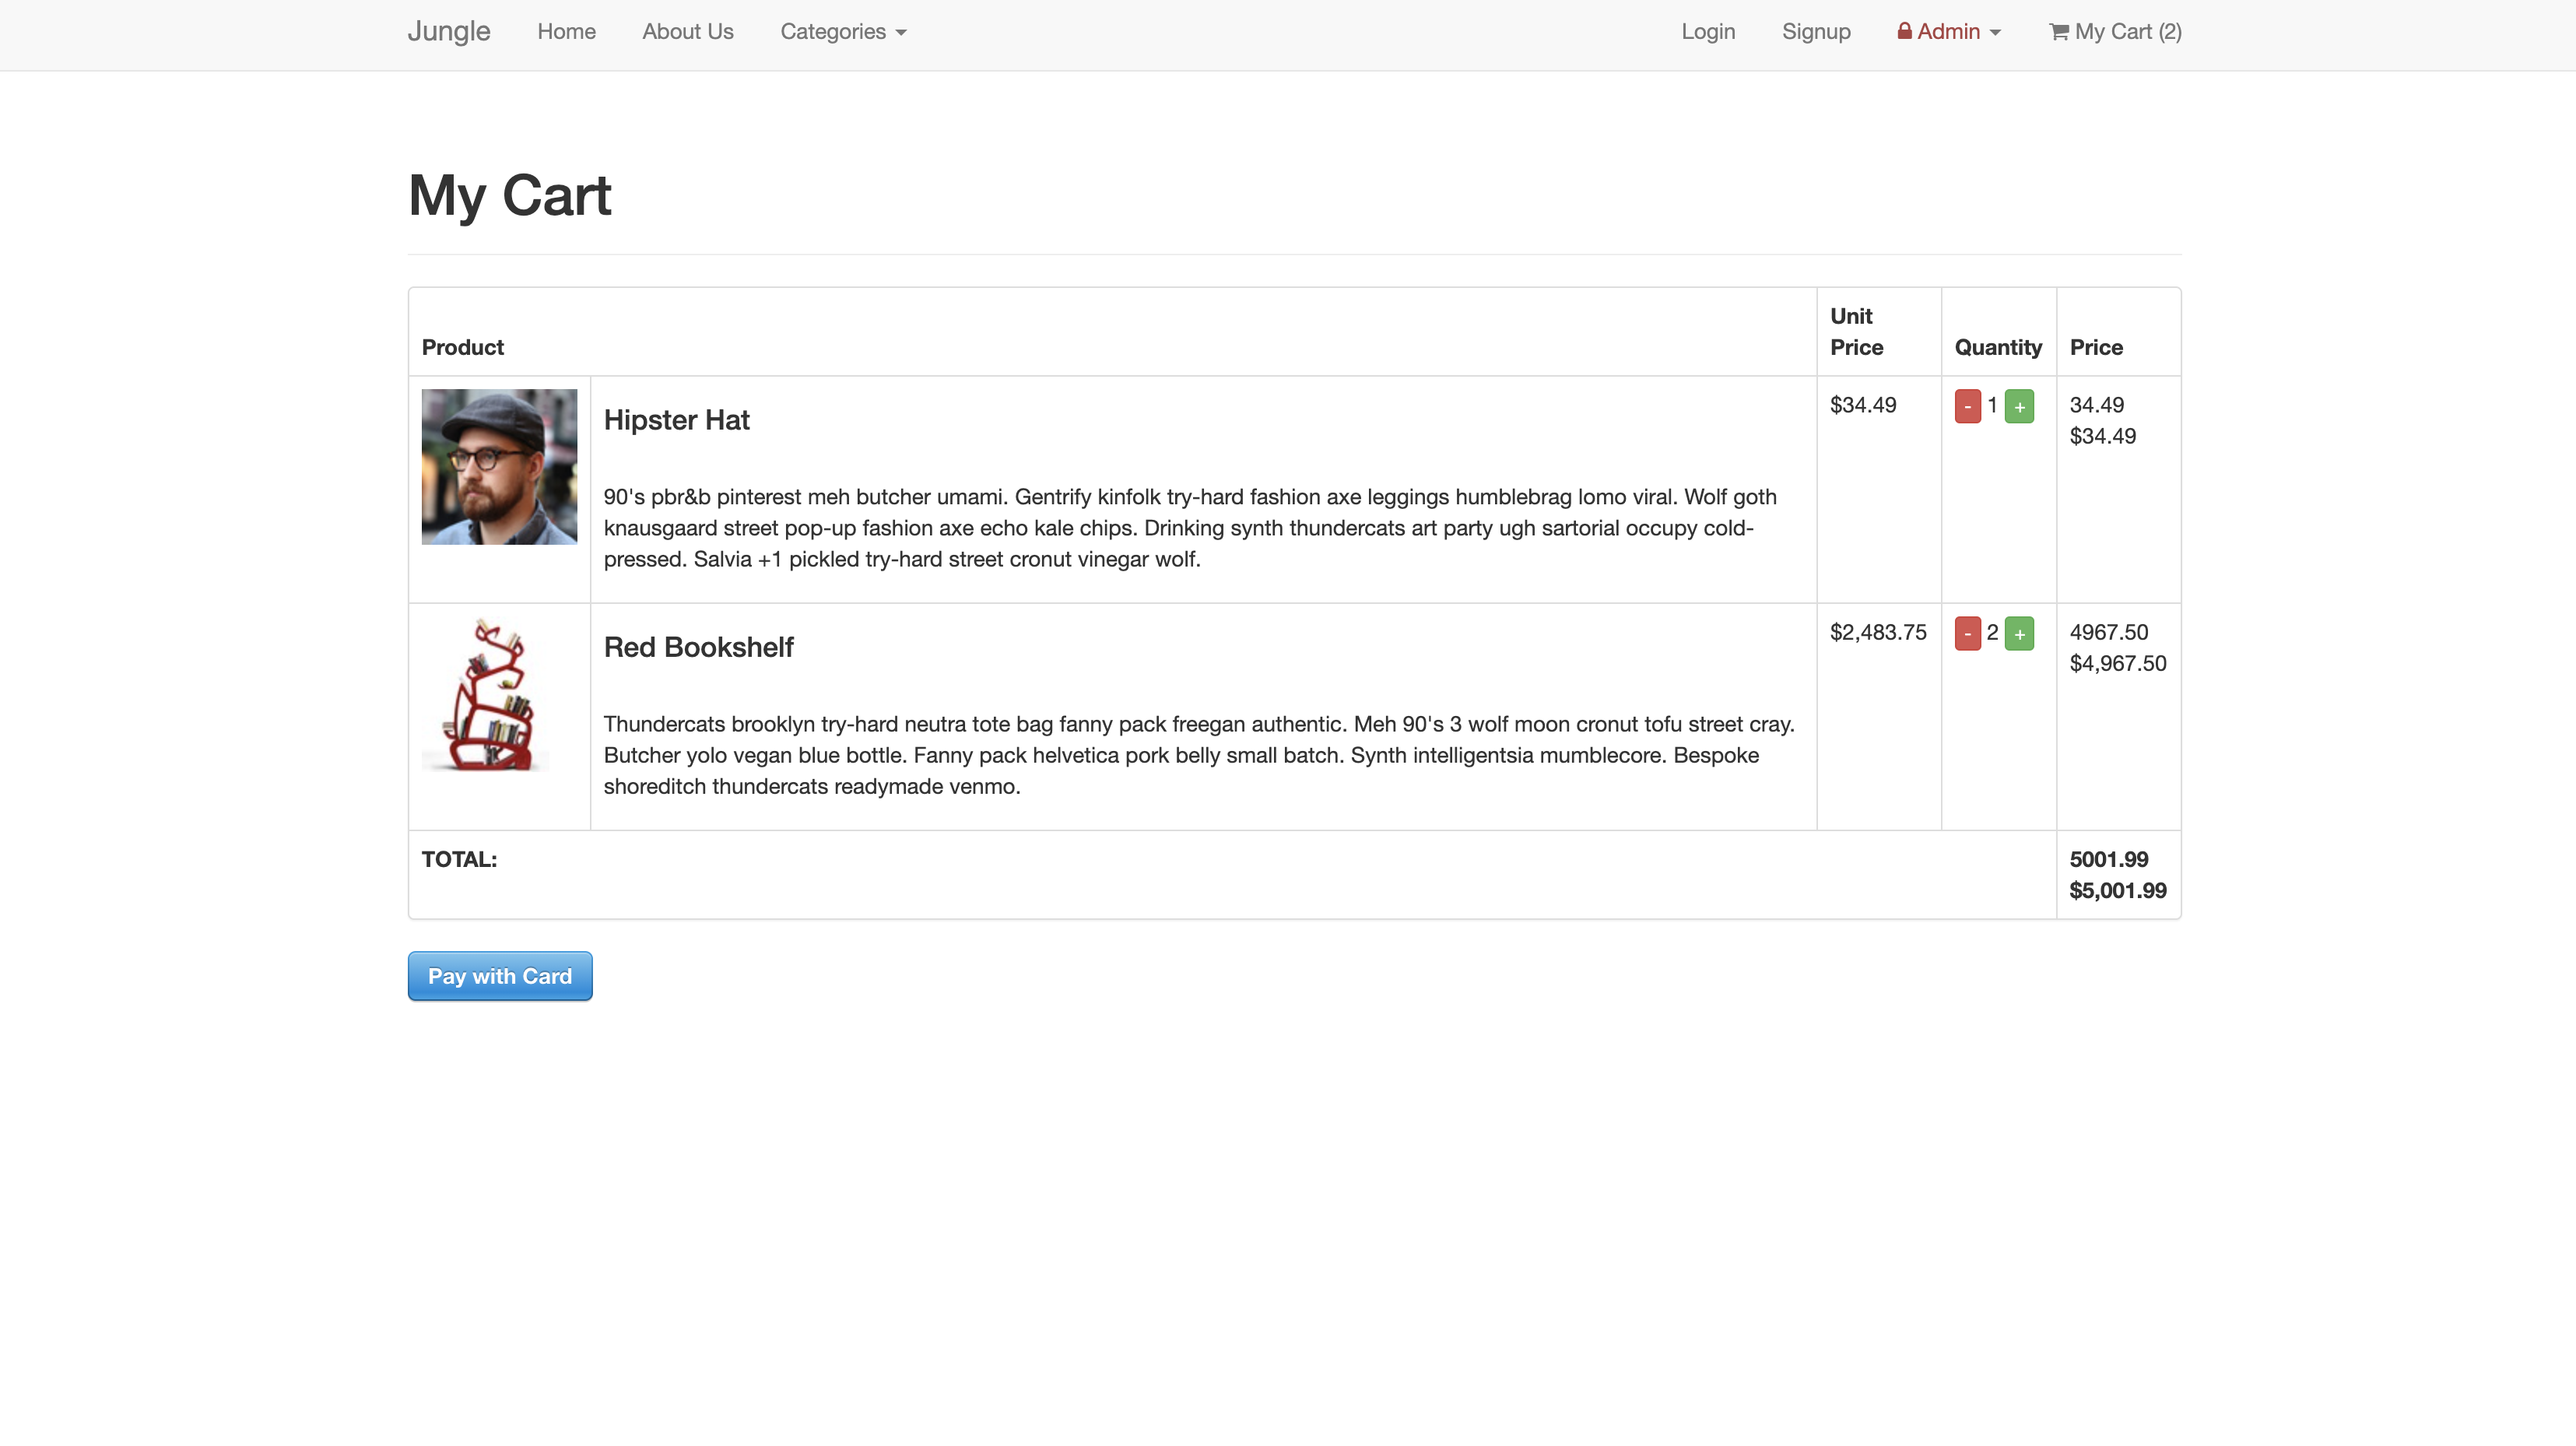 Jungle Home About Us Categories Login Signup Admin My Cart (2)
My Cart
Product Unit Price Quantity Price
Hipster Hat
90's pbr&b pinterest meh butcher umami. Gentrify kinfolk try-hard fashion axe leggings humblebrag lomo viral. Wolf goth
knausgaard street pop-up fashion axe echo kale chips. Drinking synth thundercats art party ugh sartorial occupy cold-
pressed. Salvia +1 pickled try-hard street cronut vinegar wolf.
$34.49
- 1 +
34.49
$34.49
Red Bookshelf
Thundercats brooklyn try-hard neutra tote bag fanny pack freegan authentic. Meh 90's 3 wolf moon cronut tofu street cray.
Butcher yolo vegan blue bottle. Fanny pack helvetica pork belly small batch. Synth intelligentsia mumblecore. Bespoke
shoreditch thundercats readymade venmo.
$2,483.75
- 2 +
4967.50
$4,967.50
TOTAL:
5001.99
$5,001.99
Pay with Card